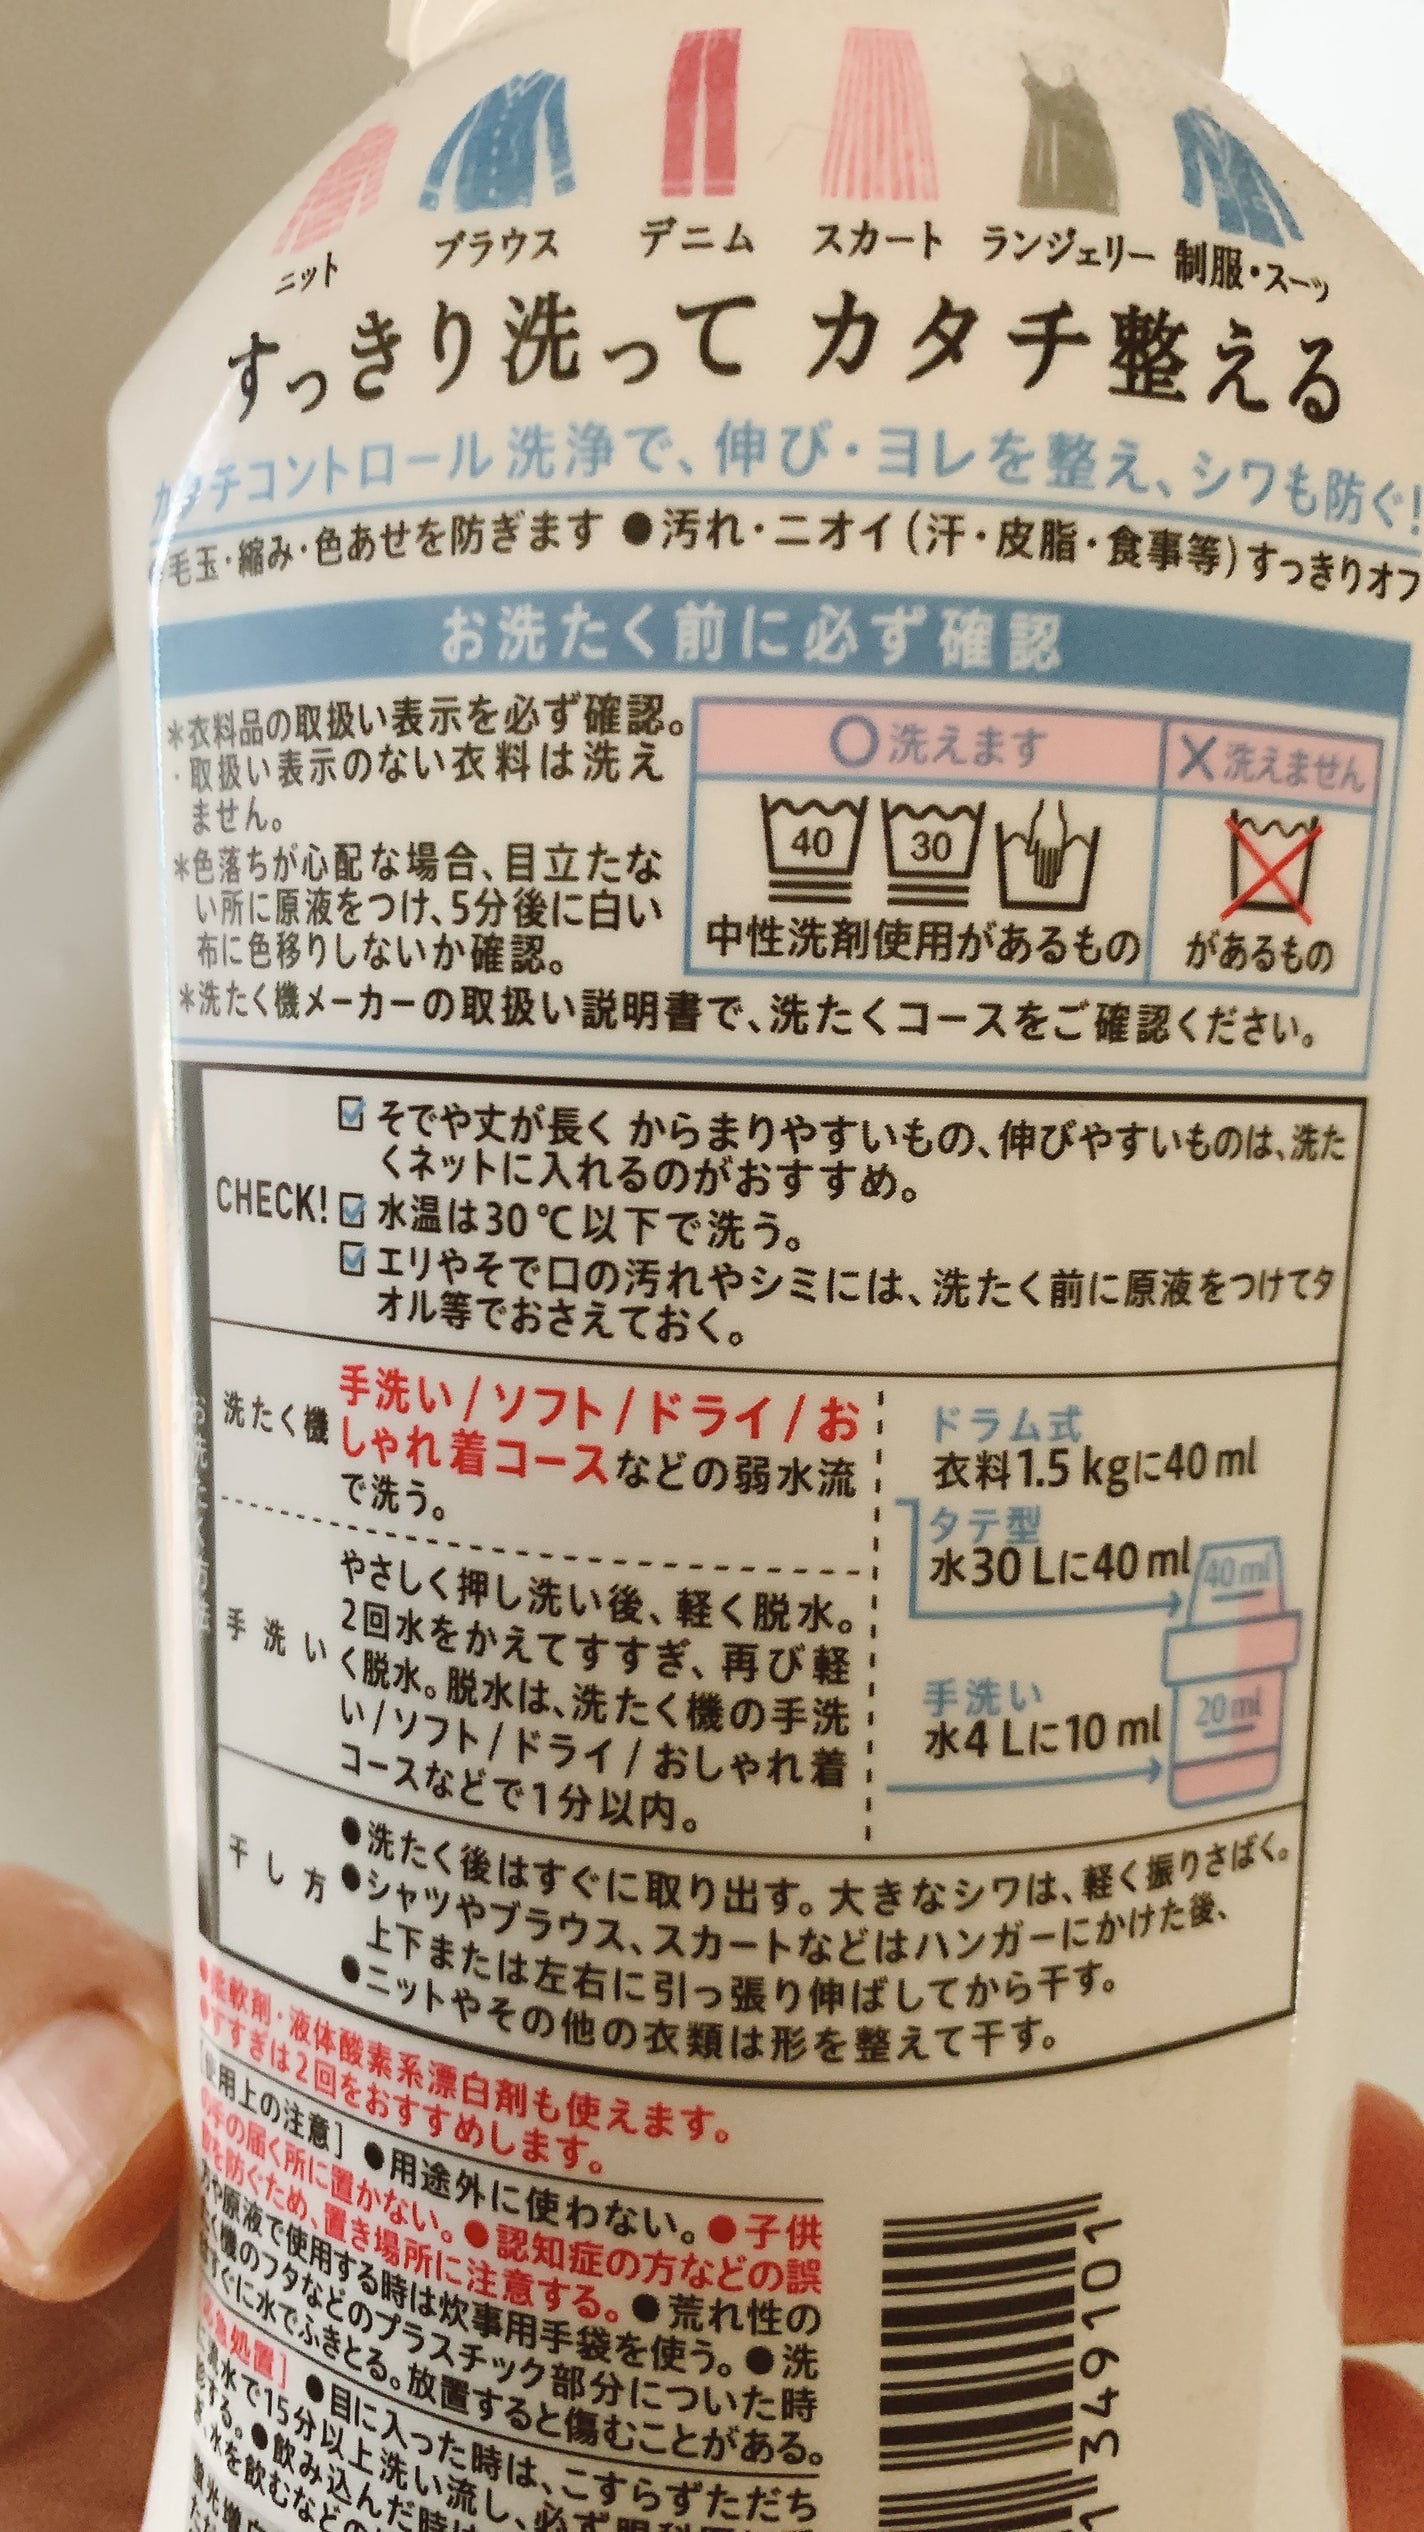 ニット
ブラウス
デニム
スカート
ランジェリー
制服・スーツ
すっきり洗って カタチ整える
カタチコントロール洗浄で、伸び・ヨレを整え、シワも防ぐ!
毛玉・縮み・色あせを防ぎます ●汚れ・ニオイ(汗・皮脂・食事等)すっきりオフ
お洗たく前に必ず確認
*衣料品の取扱い表示を必ず確認。
・取扱い表示のない衣料は洗え
ません。
*色落ちが心配な場合、目立たな
い所に原液をつけ、5分後に白い
布に色移りしないか確認。
○洗えます
×洗えません
40
30
中性洗剤使用があるもの
があるもの
*洗たく機メーカーの取扱い説明書で、洗たくコースをご確認ください。
CHECK!
そでや丈が長く からまりやすいもの、伸びやすいものは、洗た
くネットに入れるのがおすすめ。
水温は30℃以下で洗う。
エリやそで口の汚れやシミには、洗たく前に原液をつけてタ
オル等でおさえておく。
洗たく機
手洗い/ソフト/ドライ/お
しゃれ着コースなどの弱水流
で洗う。
手洗い
やさしく押し洗い後、軽く脱水。
2回水をかえてすすぎ、再び軽
く脱水。脱水は、洗たく機の手洗
い/ソフト/ドライ/おしゃれ着
コースなどで1分以内。
ドラム式
衣料1.5 kgに40 ml
タテ型
水30 Lに40 ml
40 ml
手洗い
水4 Lに10 ml
20 ml
干し方
●洗たく後はすぐに取り出す。大きなシワは、軽く振りさばく。
●シャツやブラウス、スカートなどはハンガーにかけた後、
上下または左右に引っ張り伸ばしてから干す。
●ニットやその他の衣類は形を整えて干す。
●柔軟剤・液体酸素系漂白剤も使えます。
●すすぎは2回をおすすめします。
使用上の注意] ●用途外に使わない。●子供
の手の届く所に置かない。●認知症の方などの誤
を防ぐため、置き場所に注意する。●荒れ性の
方や原液で使用する時は炊事用手袋を使う。●洗
たく機のフタなどのプラスチック部分についた時
すぐに水でふきとる。放置すると傷むことがある。
処置] ●目に入った時は、こすらずただち
に流水で15分以上洗い流し、必ず眼科医に
する。●飲み込んだ時は
水を飲むなどの